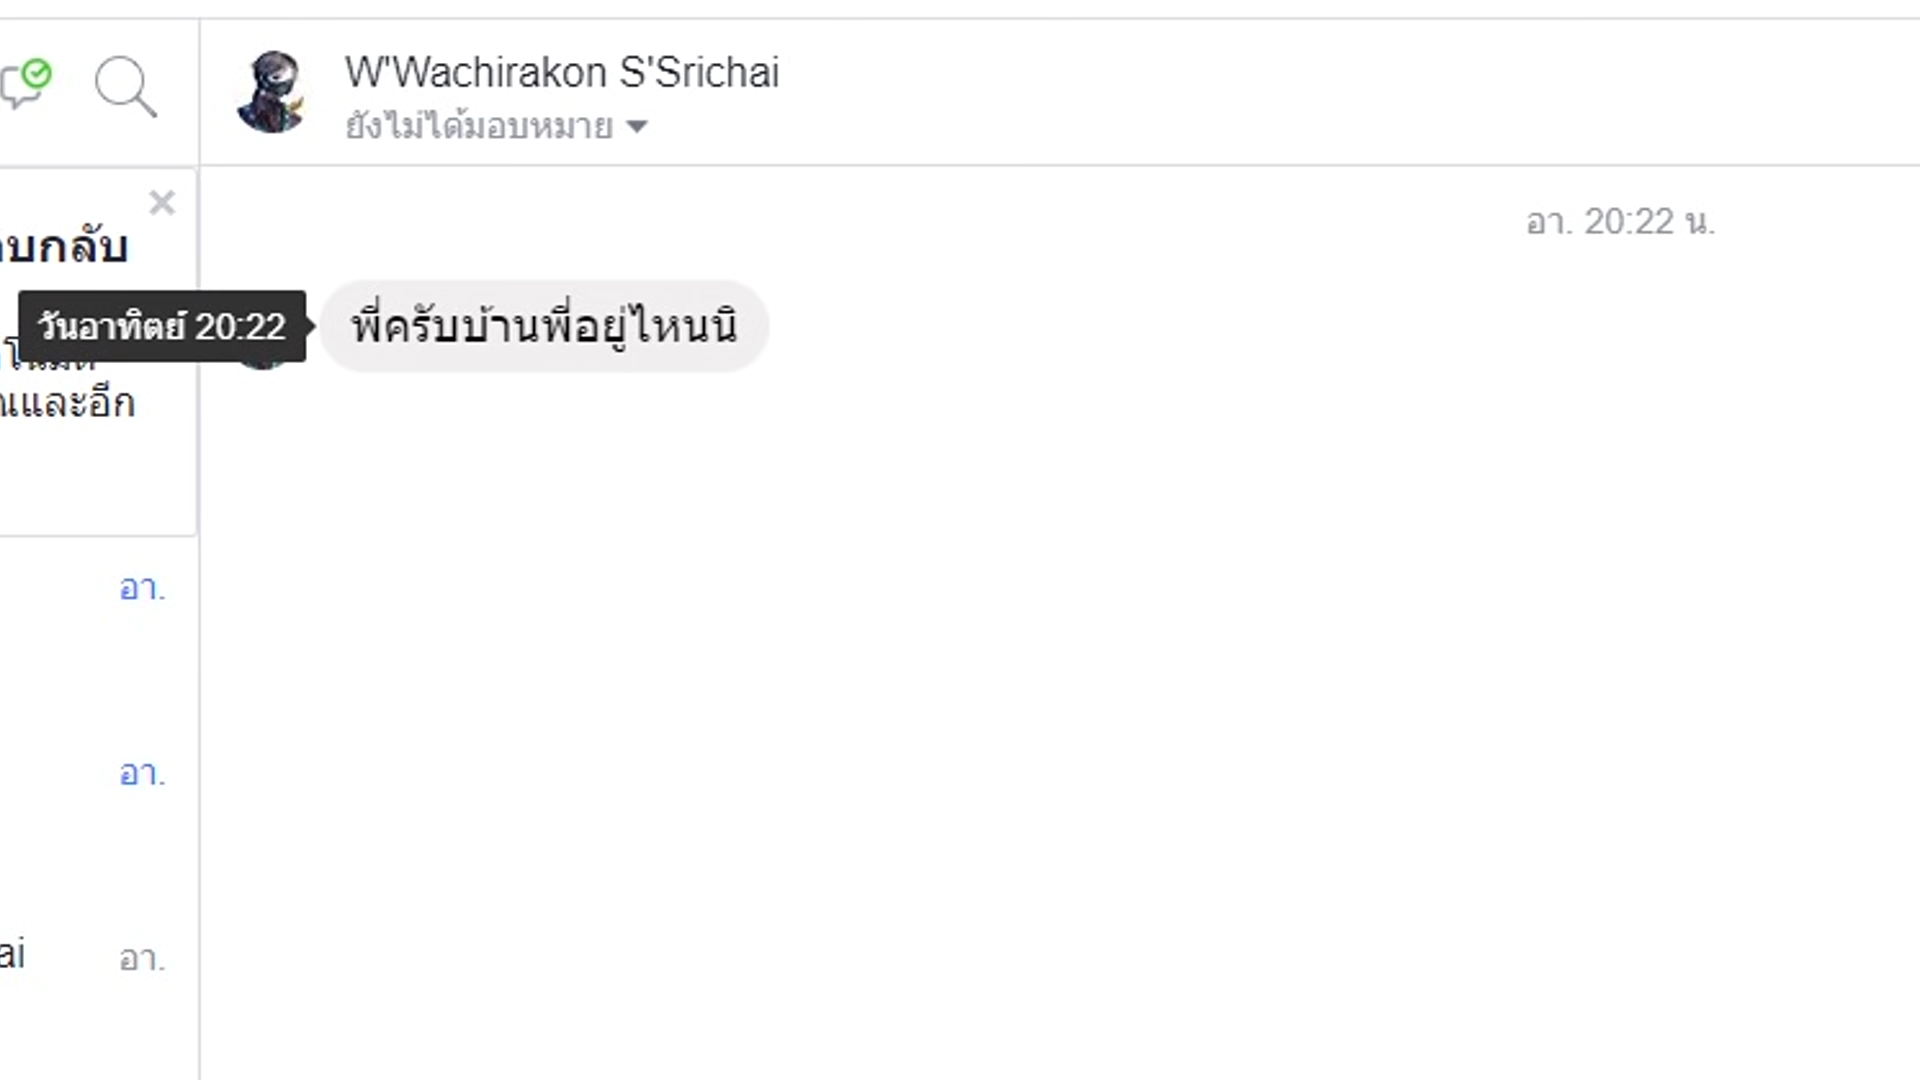 W'Wachirakon S'Srichai
ยังไม่ได้มอบหมาย
บกลับ
อา. 20:22 น.
วันอาทิตย์ 20:22
พี่ครับบ้านพี่อยู่ไหนนิ
ณและอีก
อา.
อา.
ai
อา.